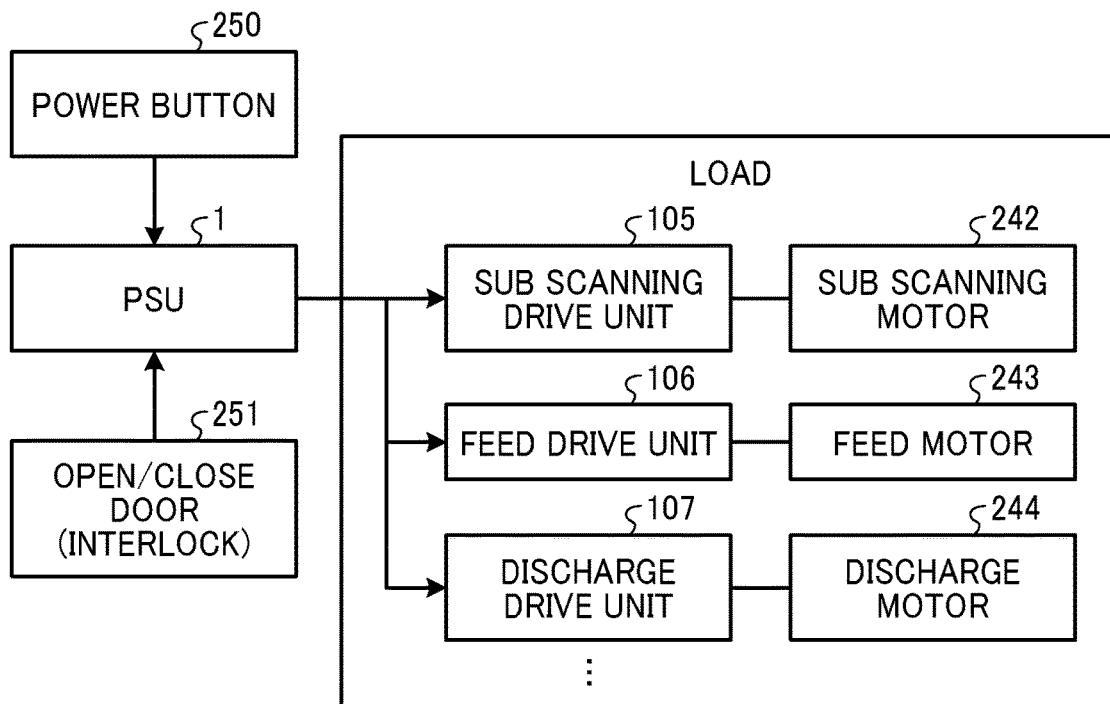 250
POWER BUTTON
1
PSU
251
OPEN/CLOSE
DOOR
(INTERLOCK)
LOAD
105
SUB SCANNING
DRIVE UNIT
242
SUB SCANNING
MOTOR
106
FEED DRIVE UNIT
243
FEED MOTOR
107
DISCHARGE
DRIVE UNIT
244
DISCHARGE
MOTOR
⋮